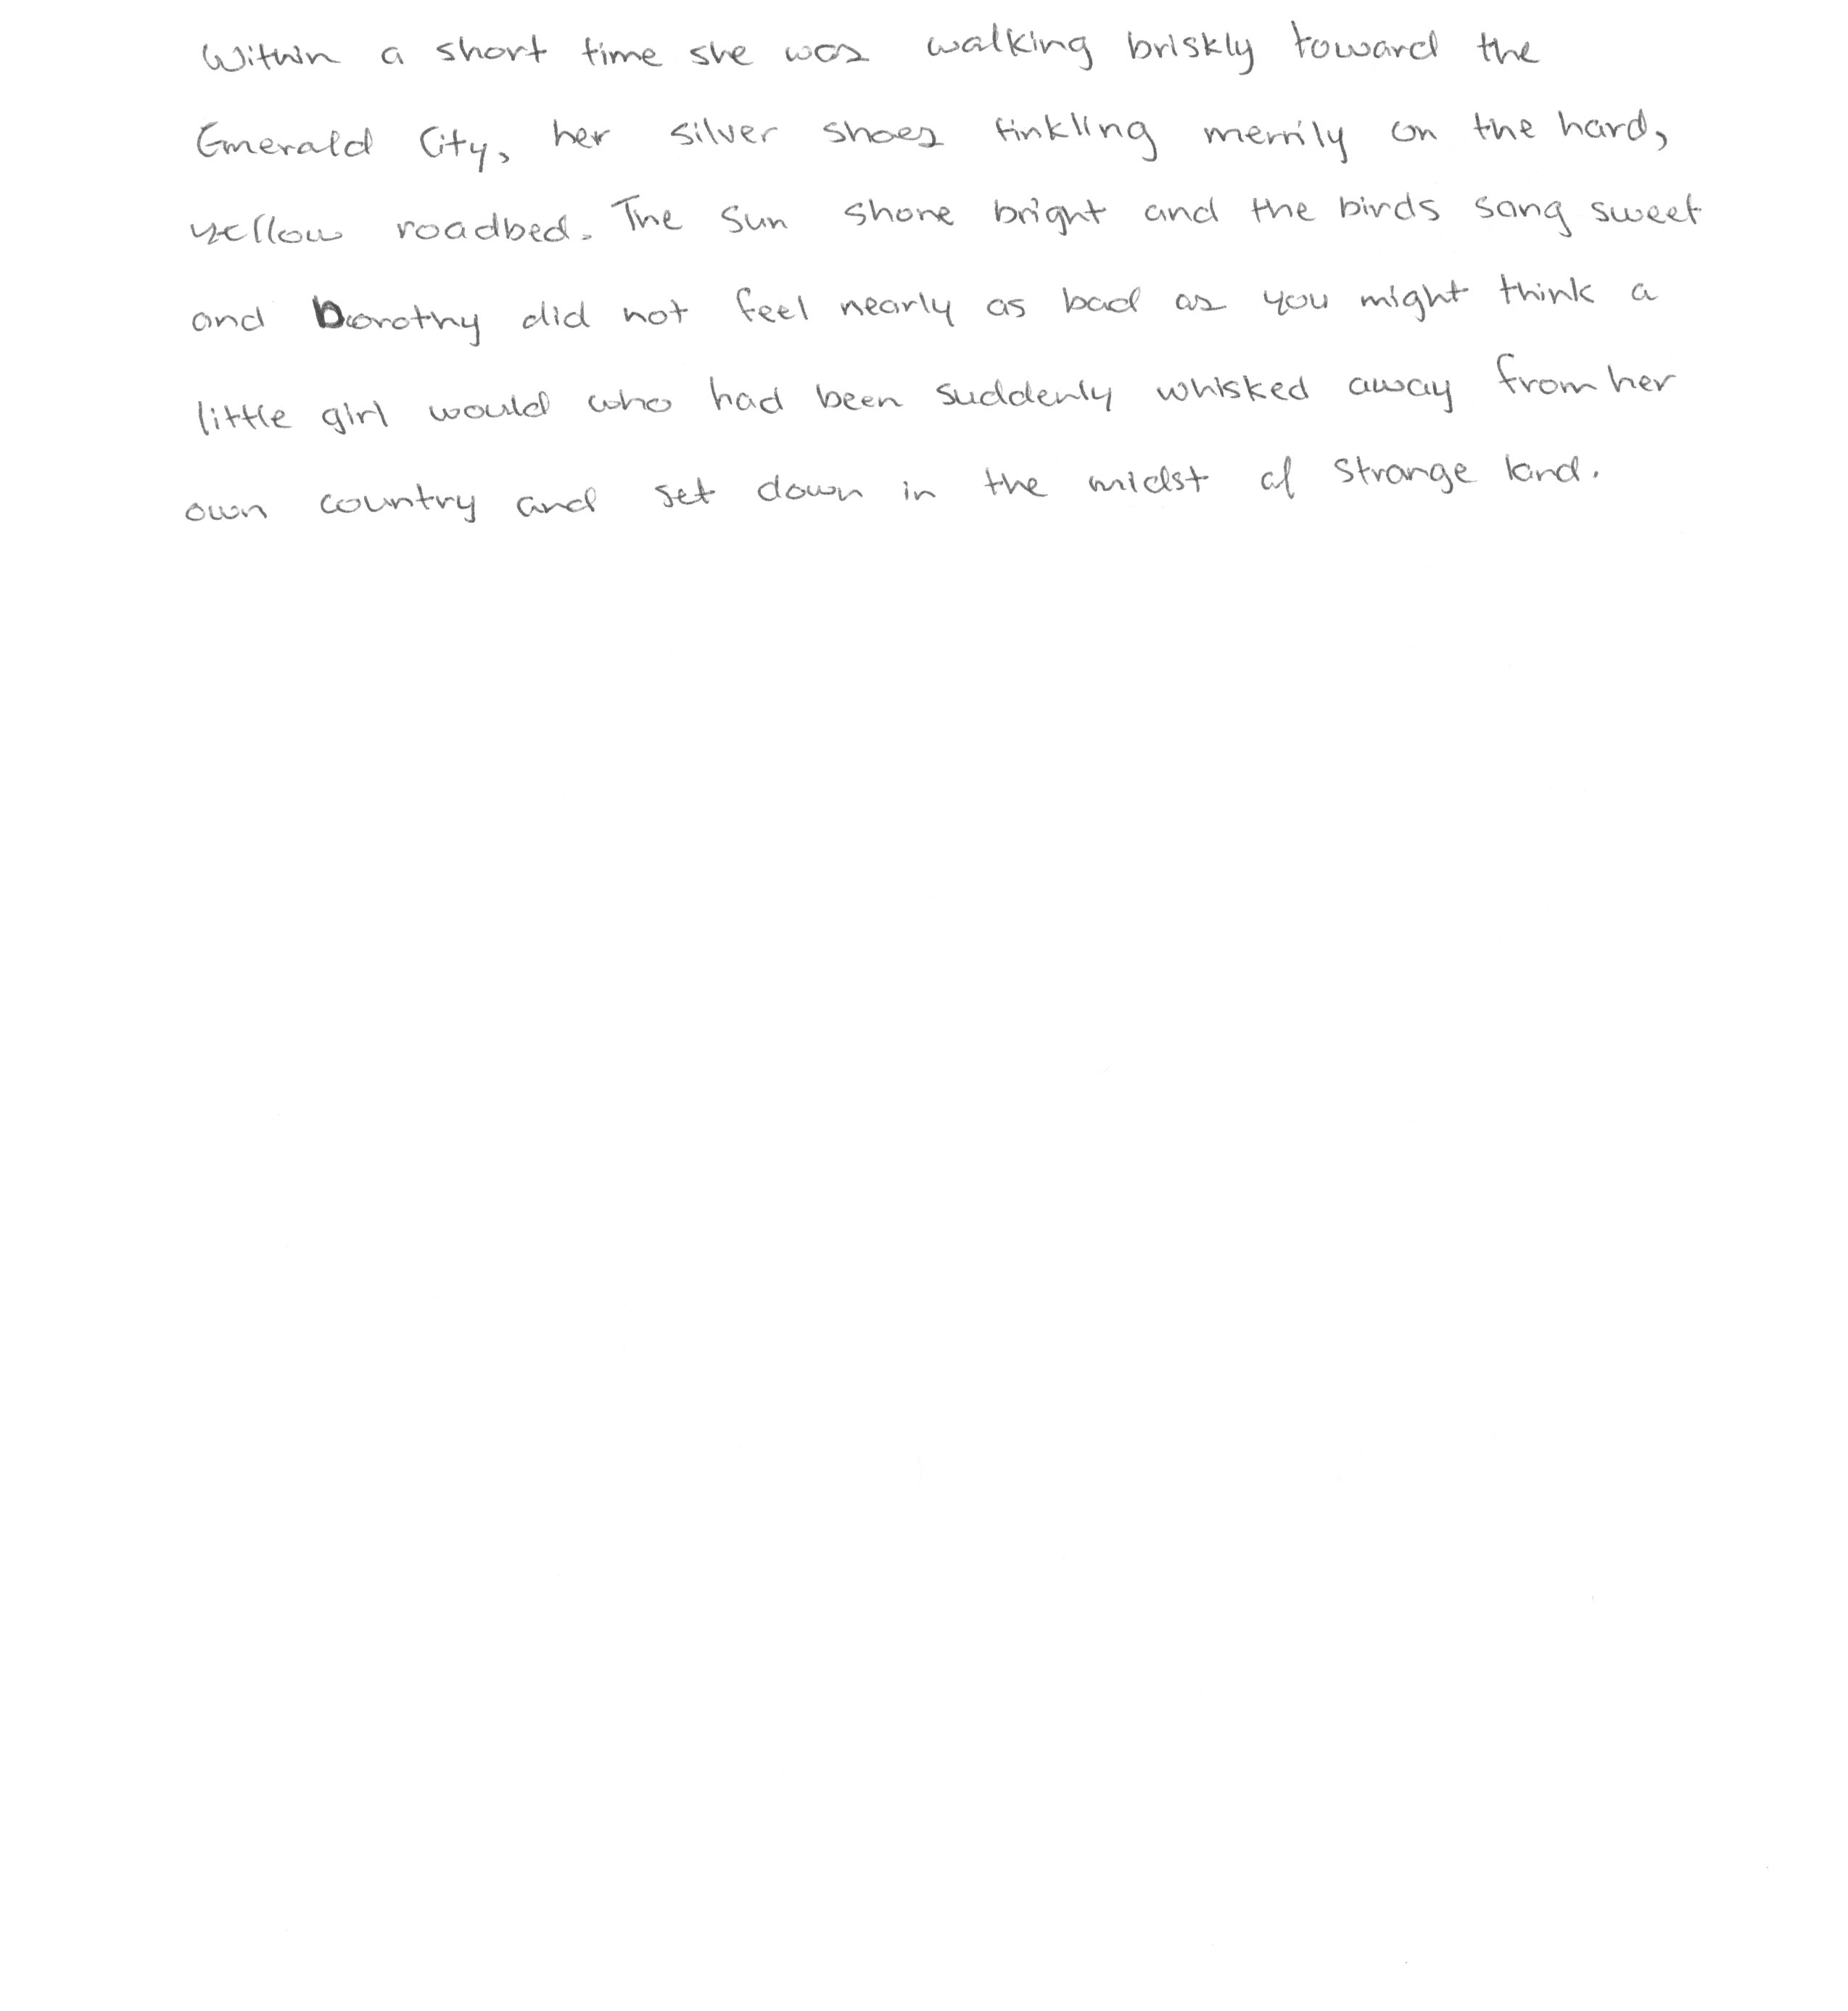 Within a short time she was walking briskly toward the
Emerald City, her silver shoes tinkling merrily on the hard,
yellow roadbed. The sun shone bright and the birds sang sweet
and Dorothy did not feel nearly as bad as you might think a
little girl would who had been suddenly whisked away from her
own country and set down in the midst of strange land.